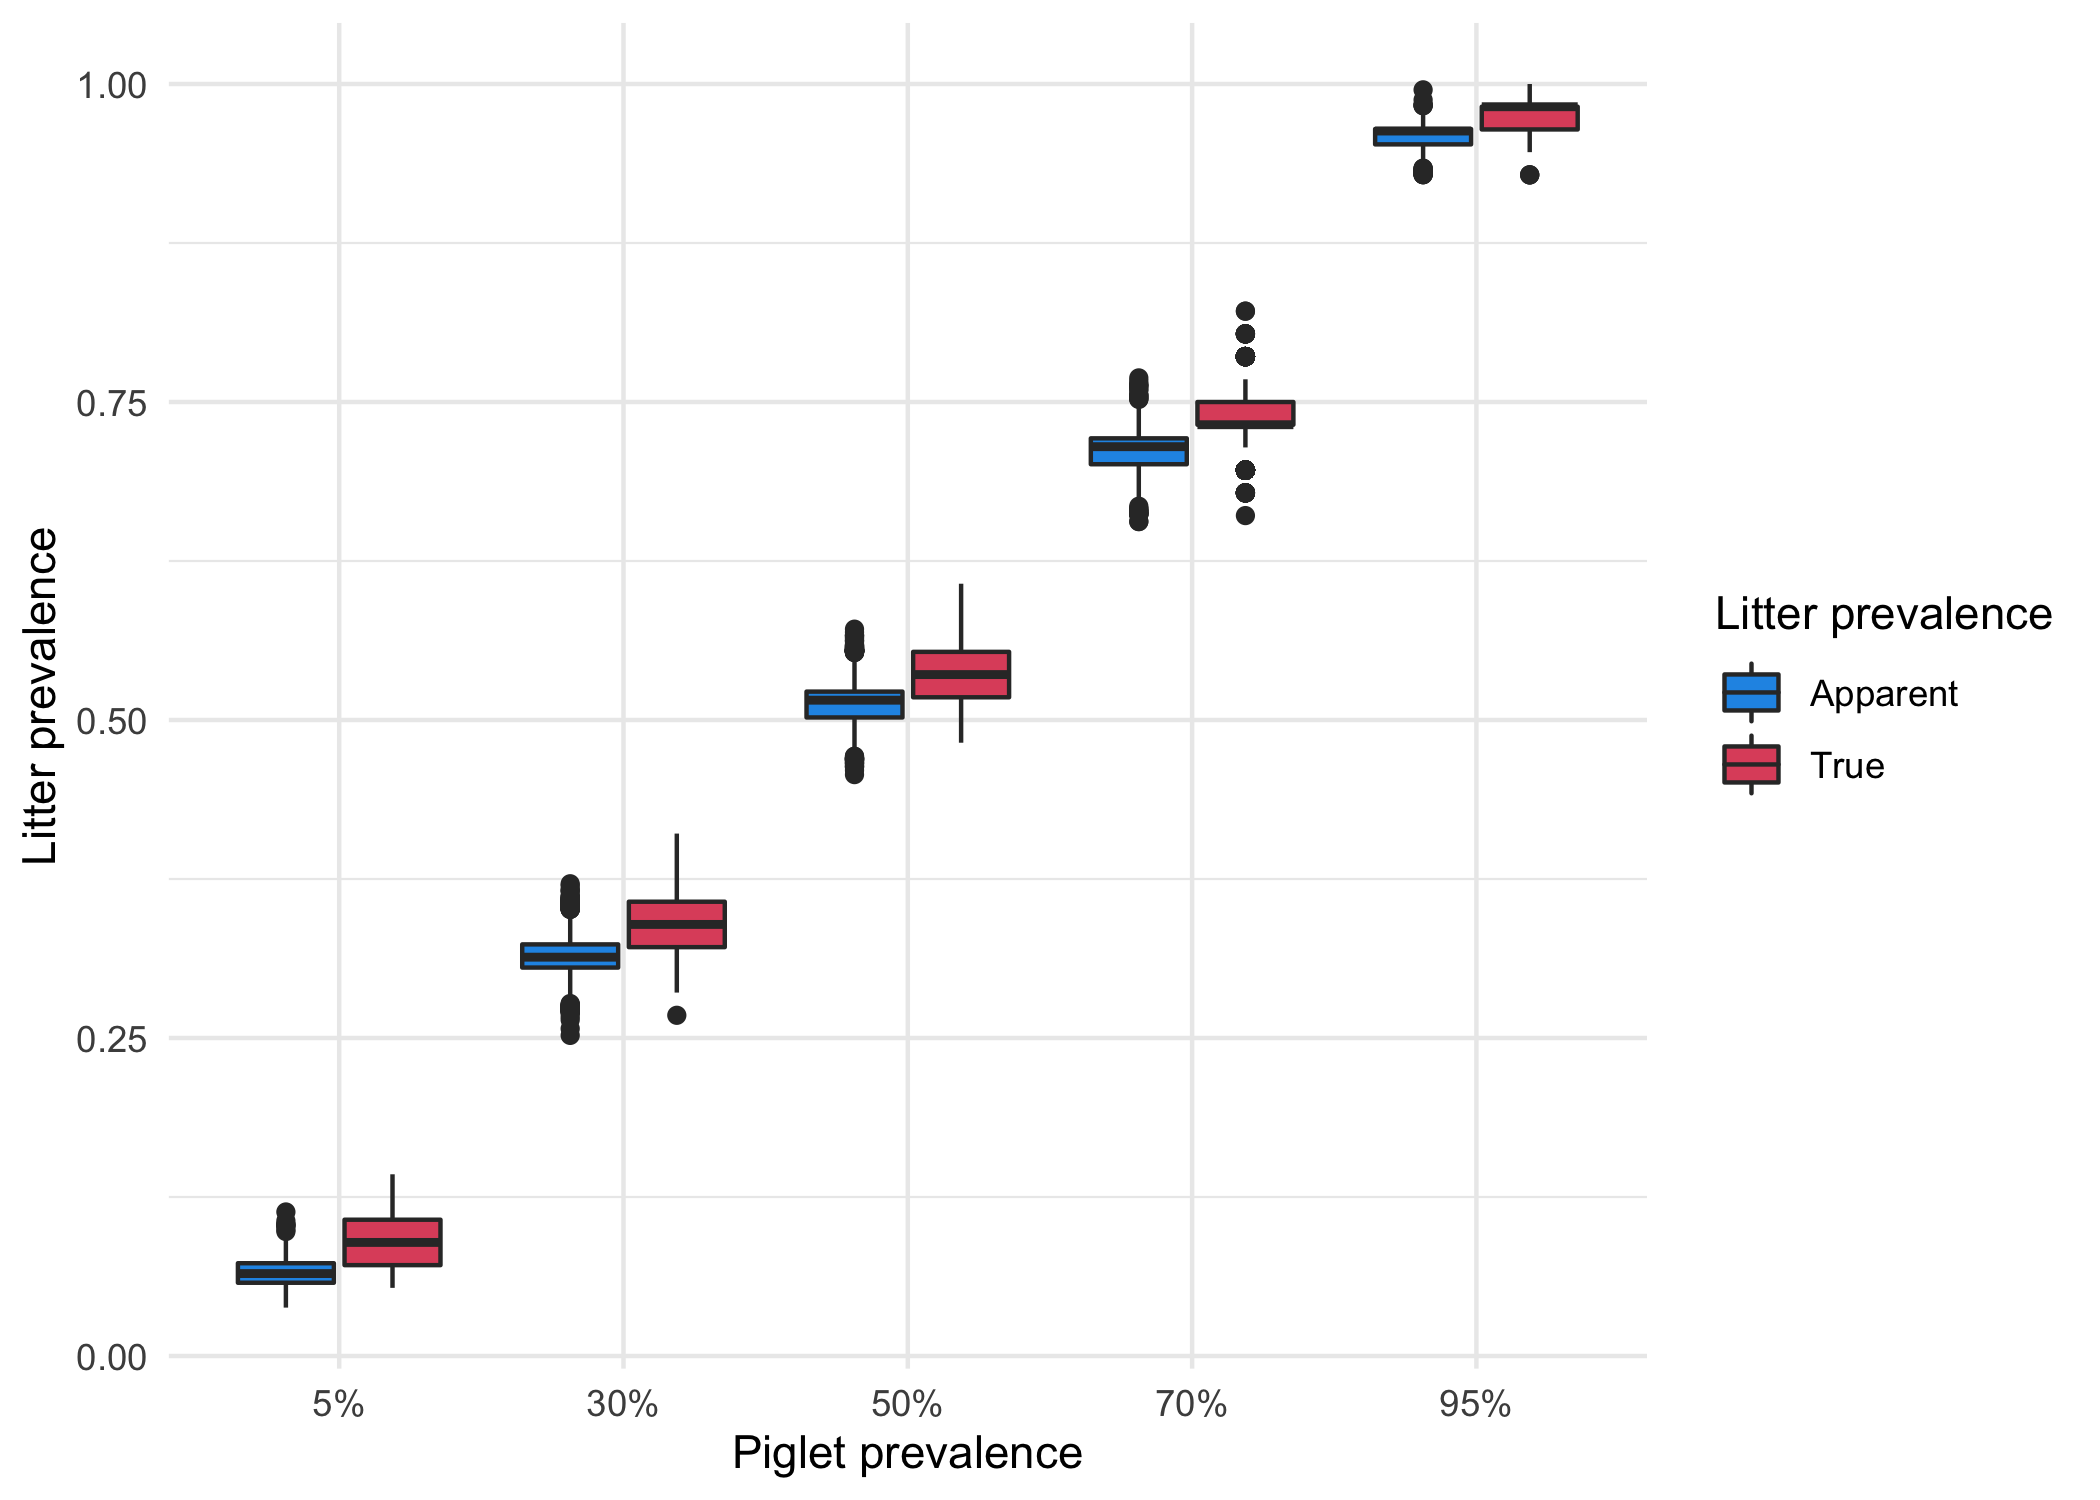 Litter prevalence
1.00
0.75
0.50
0.25
0.00
5%
30%
50%
70%
95%
Piglet prevalence
Litter prevalence
Apparent
True